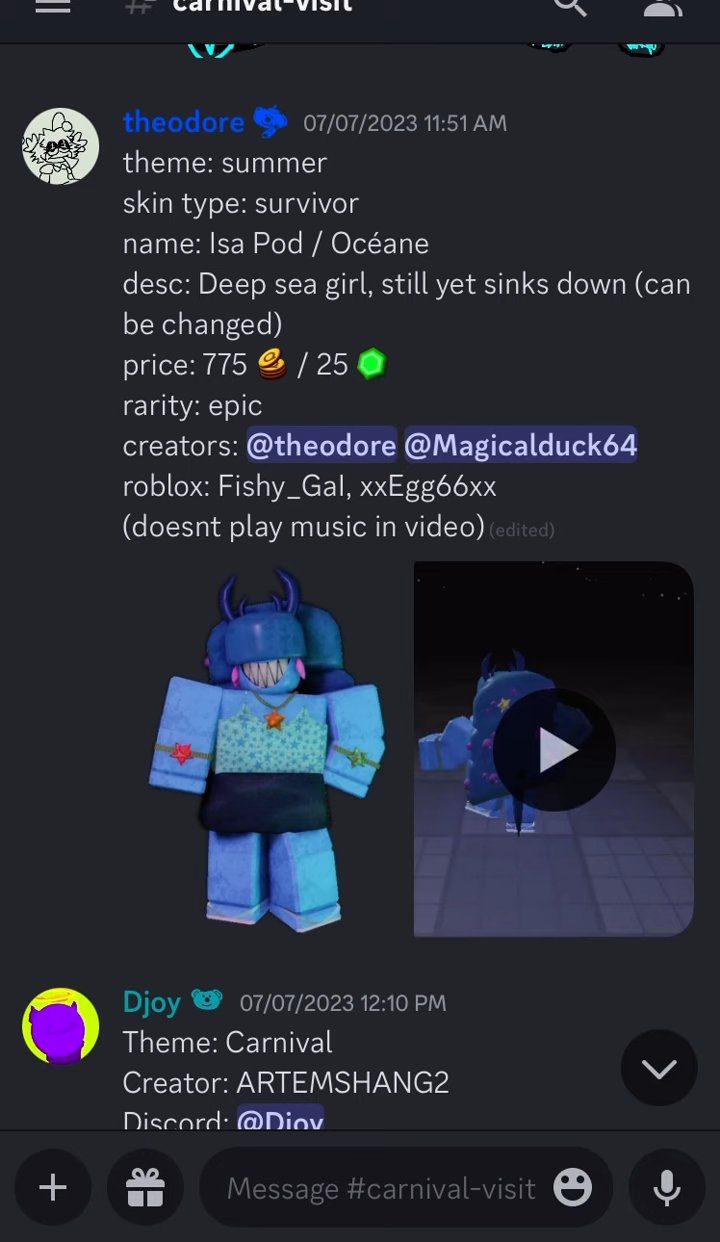 # carnival-visit
theodore 07/07/2023 11:51 AM
theme: summer
skin type: survivor
name: Isa Pod / Océane
desc: Deep sea girl, still yet sinks down (can
be changed)
price: 775 / 25
rarity: epic
creators: @theodore @Magicalduck64
roblox: Fishy_Gal, xxEgg66xx
(doesnt play music in video) (edited)
Djoy 07/07/2023 12:10 PM
Theme: Carnival
Creator: ARTEMSHANG2
Discord: @Djoy
Message #carnival-visit